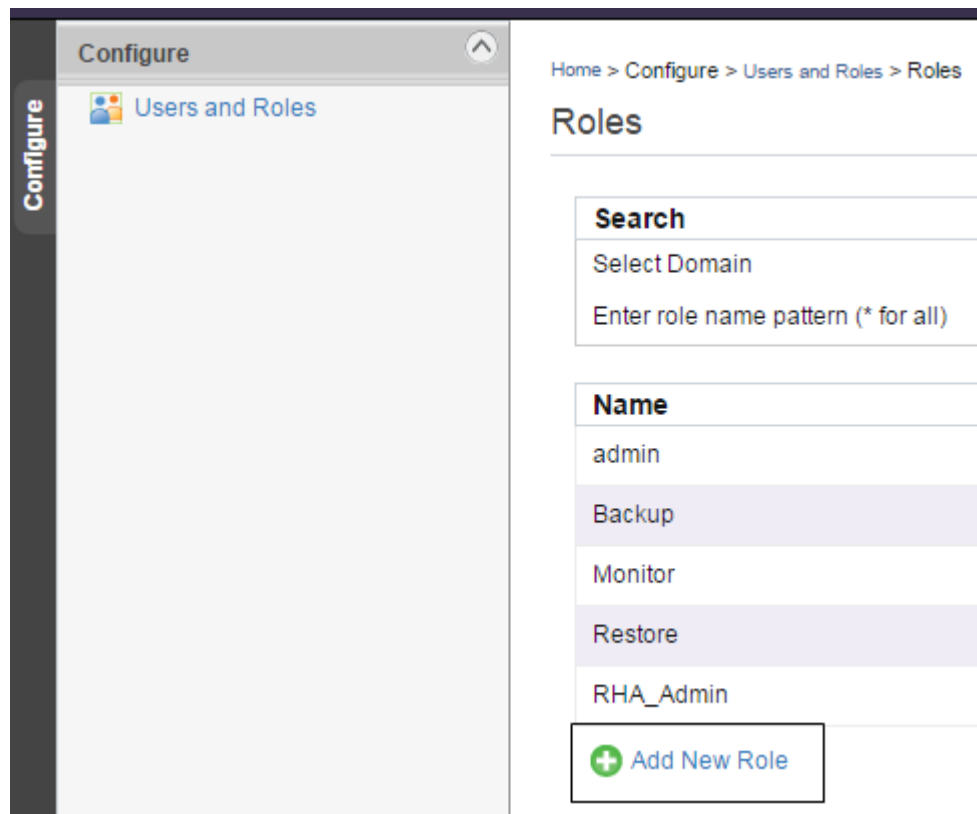 Configure
Configure
Users and Roles
Home > Configure > Users and Roles > Roles
Roles
Search
Select Domain
Enter role name pattern (* for all)
Name
admin
Backup
Monitor
Restore
RHA_Admin
Add New Role